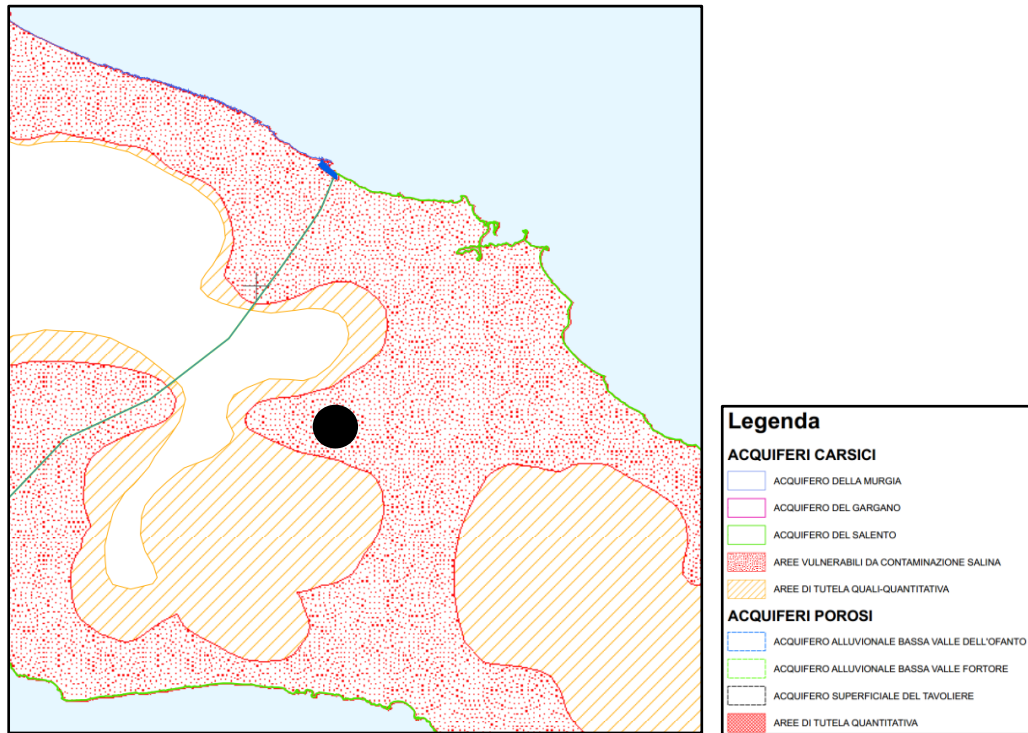 Legenda
ACQUIFERI CARSICI
ACQUIFERO DELLA MURGIA
ACQUIFERO DEL GARGANO
ACQUIFERO DEL SALENTO
AREE VULNERABILI DA CONTAMINAZIONE SALINA
AREE DI TUTELA QUALI-QUANTITATIVA
ACQUIFERI POROSI
ACQUIFERO ALLUVIONALE BASSA VALLE DELL'OFANTO
ACQUIFERO ALLUVIONALE BASSA VALLE FORTORE
ACQUIFERO SUPERFICIALE DEL TAVOLIERE
AREE DI TUTELA QUANTITATIVA